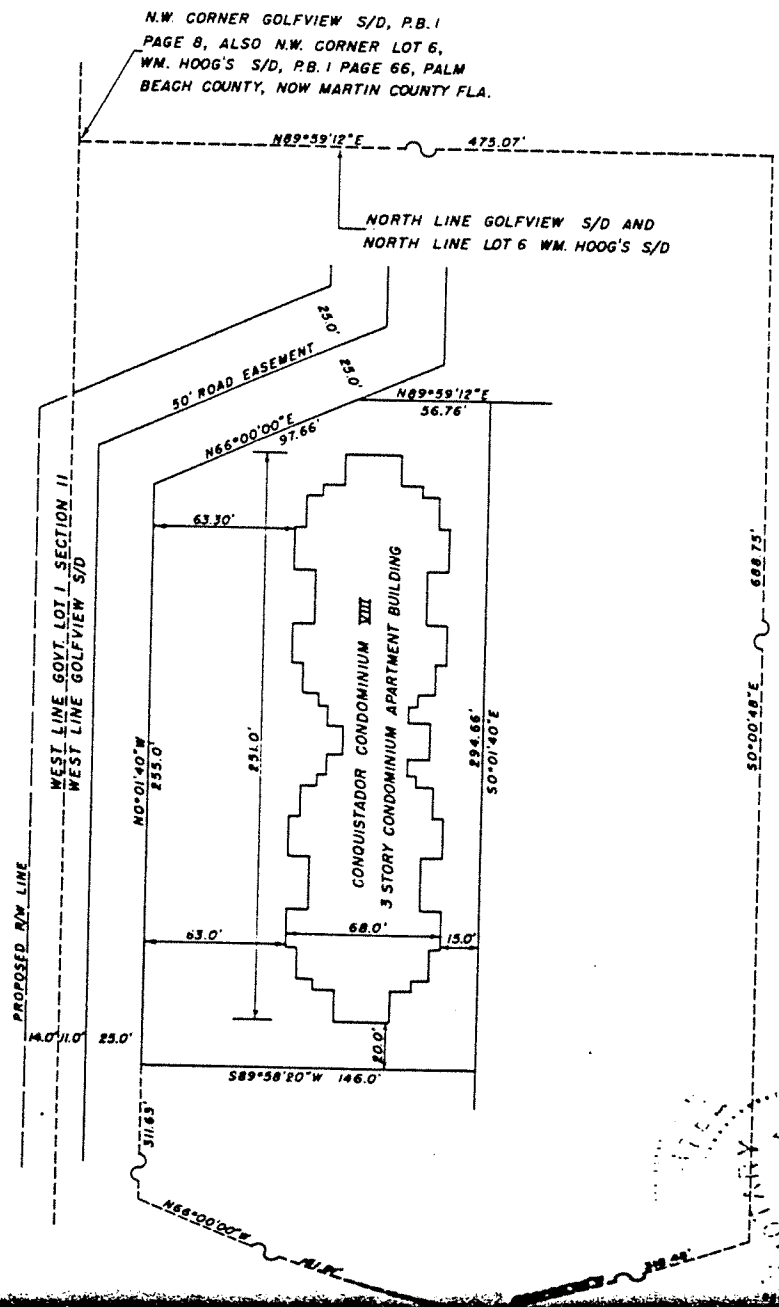 N.W. CORNER GOLFVIEW S/D, P.B. 1
PAGE 8, ALSO N.W. CORNER LOT 6,
WM. HOOG'S S/D, P.B. 1 PAGE 66, PALM
BEACH COUNTY, NOW MARTIN COUNTY FLA.
N89°59'12"E 475.07'
NORTH LINE GOLFVIEW S/D AND
NORTH LINE LOT 6 WM. HOOG'S S/D
25.0'
50' ROAD EASEMENT
25.0'
N89°59'12"E
56.76'
N66°00'00"E
97.66'
63.30'
WEST LINE GOVT. LOT 1 SECTION 11
WEST LINE GOLFVIEW S/D
N0°01'40"W
255.0'
251.0'
CONQUISTADOR CONDOMINIUM VIII
3 STORY CONDOMINIUM APARTMENT BUILDING
294.66'
S0°01'40"E
688.75'
S0°00'48"E
PROPOSED R/W LINE
63.0'
68.0'
15.0'
14.0' 11.0' 25.0'
20.0'
S89°58'20"W 146.0'
311.63'
N66°00'00"W